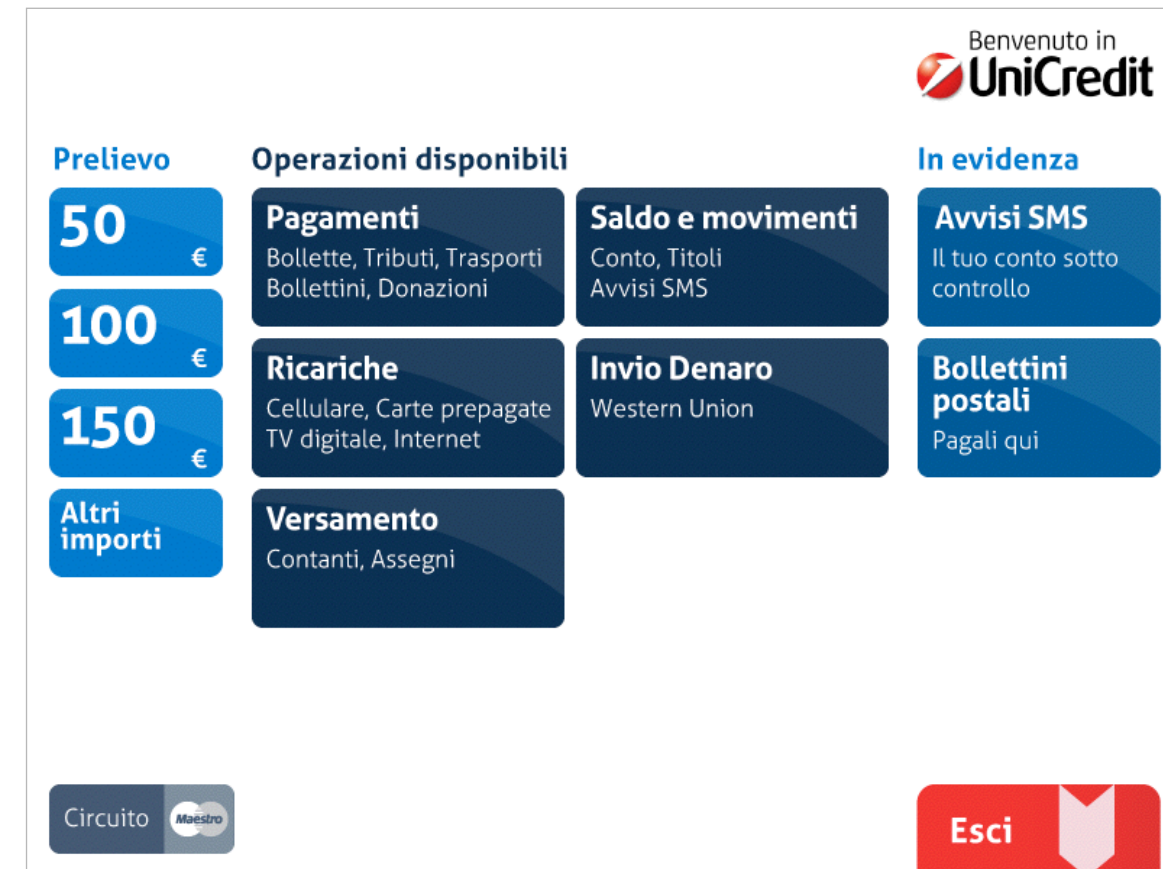 Benvenuto in
UniCredit
Prelievo
50
€
100
€
150
€
Altri
importi
Operazioni disponibili
Pagamenti
Bollette, Tributi, Trasporti
Bollettini, Donazioni
Saldo e movimenti
Conto, Titoli
Avvisi SMS
Ricariche
Cellulare, Carte prepagate
TV digitale, Internet
Invio Denaro
Western Union
Versamento
Contanti, Assegni
In evidenza
Avvisi SMS
Il tuo conto sotto
controllo
Bollettini
postali
Pagali qui
Circuito
Maestro
Esci